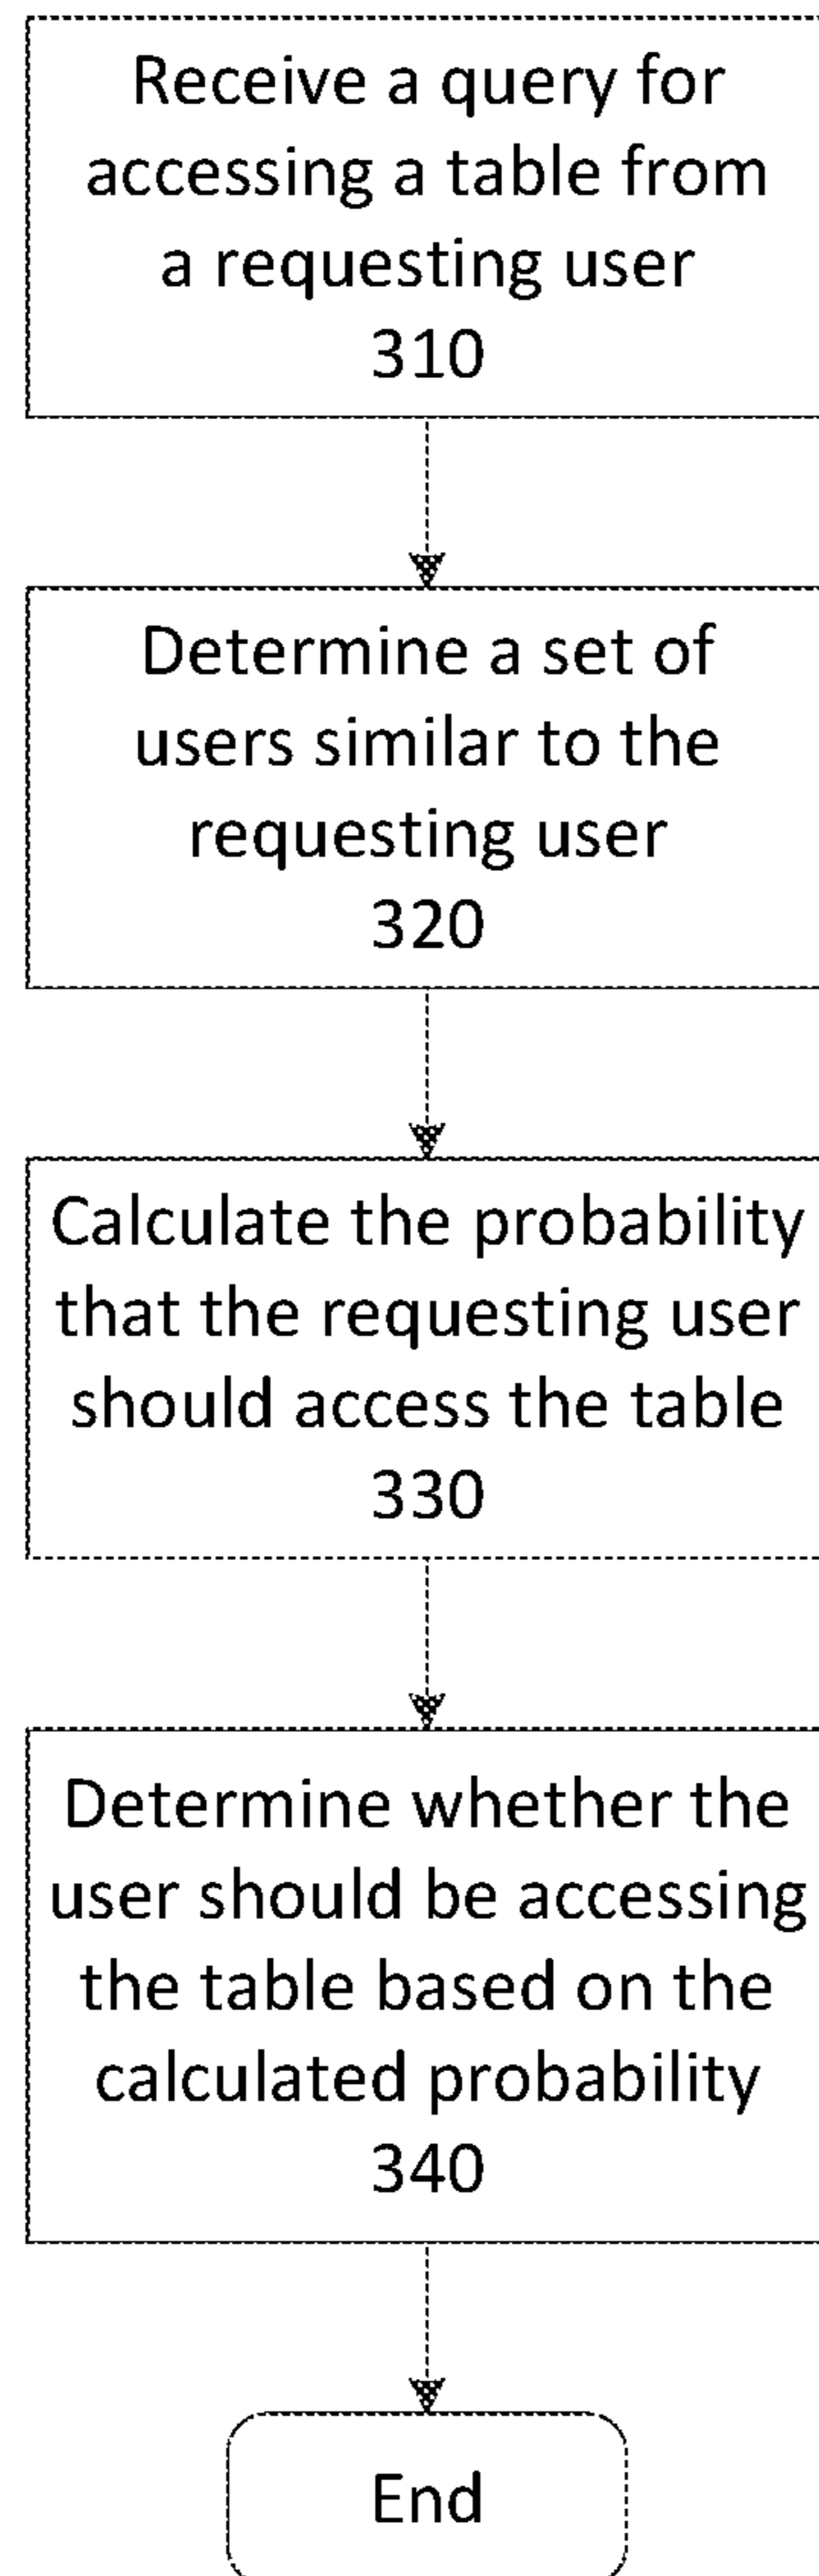 Receive a query for
accessing a table from
a requesting user
310
Determine a set of
users similar to the
requesting user
320
Calculate the probability
that the requesting user
should access the table
330
Determine whether the
user should be accessing
the table based on the
calculated probability
340
End